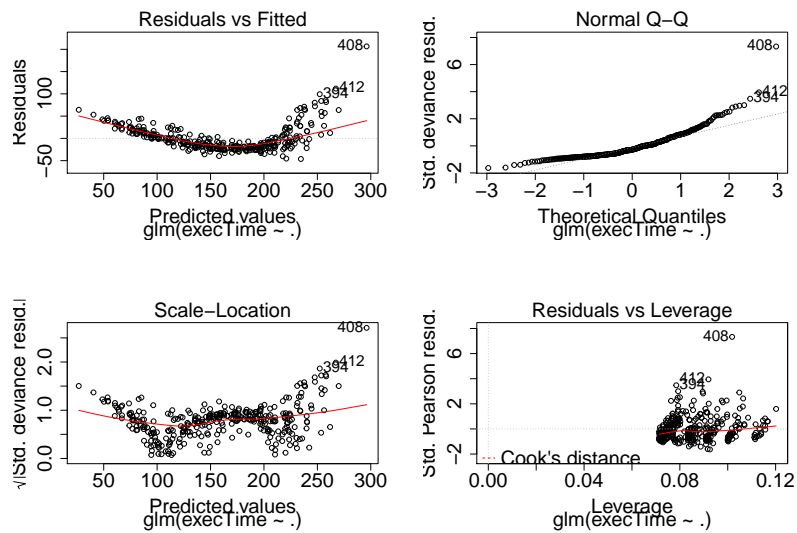 Residuals vs Fitted
Residuals
−50
100
408
394
412
50
100
150
200
250
300
Predicted values
glm(execTime ~ .)
Normal Q−Q
Std. deviance resid.
−2
2
6
408
412
394
−3
−2
−1
0
1
2
3
Theoretical Quantiles
glm(execTime ~ .)
Scale−Location
√|Std. deviance resid.|
0.0
1.0
2.0
408
412
394
50
100
150
200
250
300
Predicted values
glm(execTime ~ .)
Residuals vs Leverage
Std. Pearson resid.
−2
2
6
408
412
394
Cook's distance
0.00
0.04
0.08
0.12
Leverage
glm(execTime ~ .)